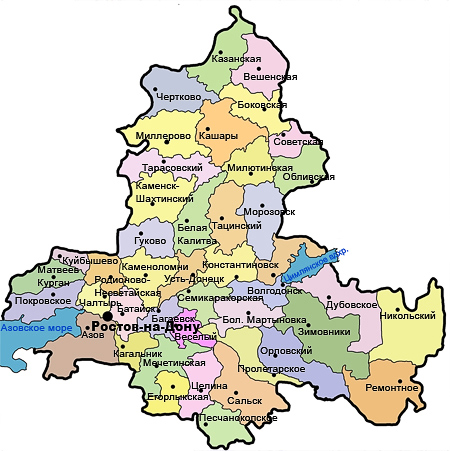 Казанская
Вешенская
Чертково
Боковская
Миллерово
Кашары
Советская
Тарасовский
Милютинская
Обливская
Каменск-
Шахтинский
Морозовск
Белая
Калитва
Тацинский
Гуково
Куйбышево
Матвеев-
Курган
Каменоломни
Константиновск
Цимлянское вдхр.
Родионово-
Несветайская
Усть-Донецк
Волгодонск
Покровское
Чалтырь
Семикаракорская
Дубовское
Батайск
Багаевск
Бол. Мартыновка
Никольский
Азовское море
Ростов-на-Дону
Зимовники
Азов
Веселый
Кагальник
Орловский
Мечетинская
Пролетарское
Целина
Ремонтное
Егорлыкская
Сальск
Песчанокопское